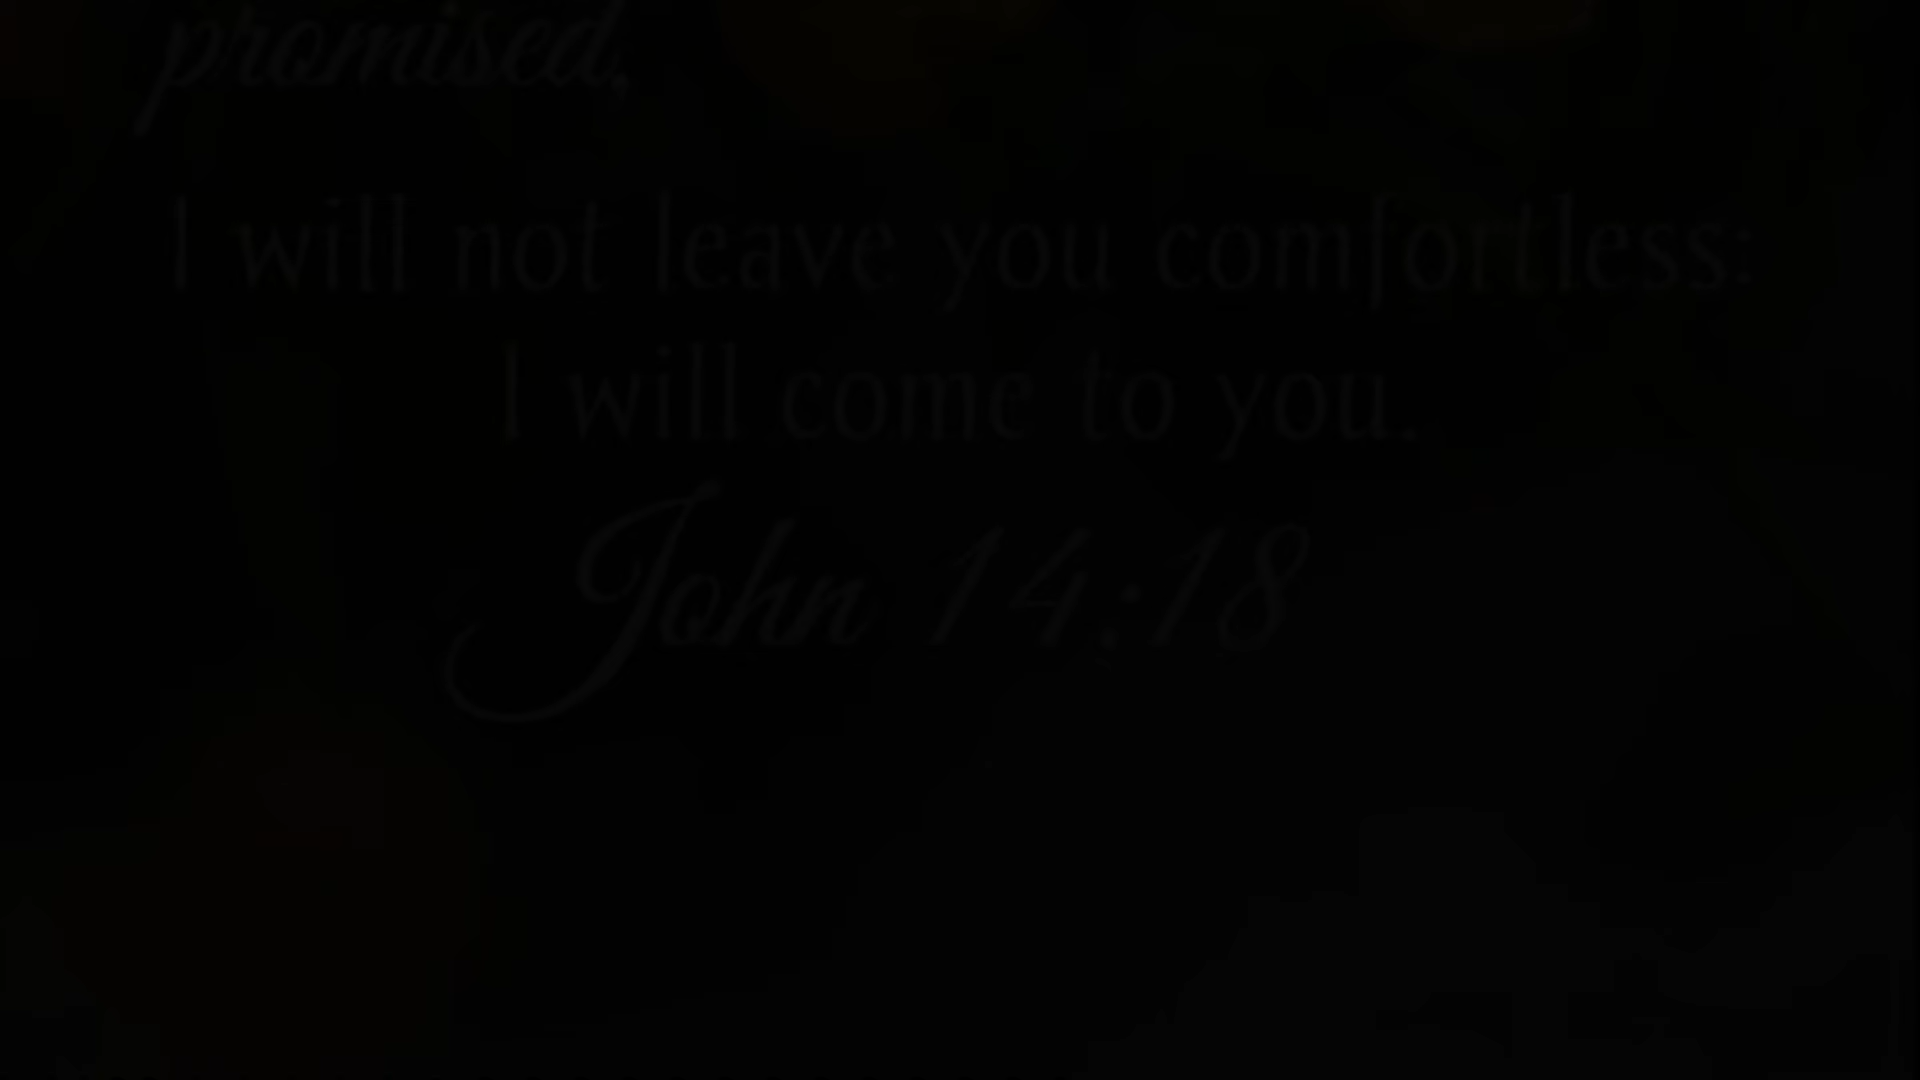 promised,
I will not leave you comfortless:
I will come to you.
John 14:18